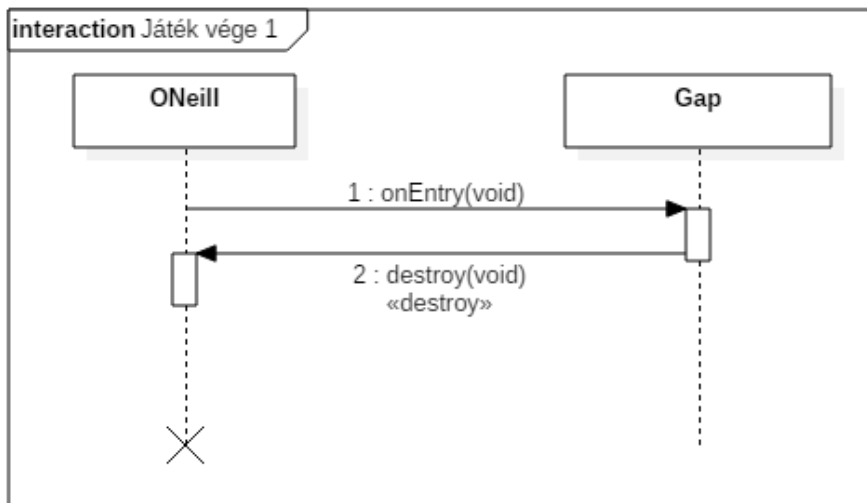 interaction Játék vége 1
ONeill
Gap
1 : onEntry(void)
2 : destroy(void)
«destroy»